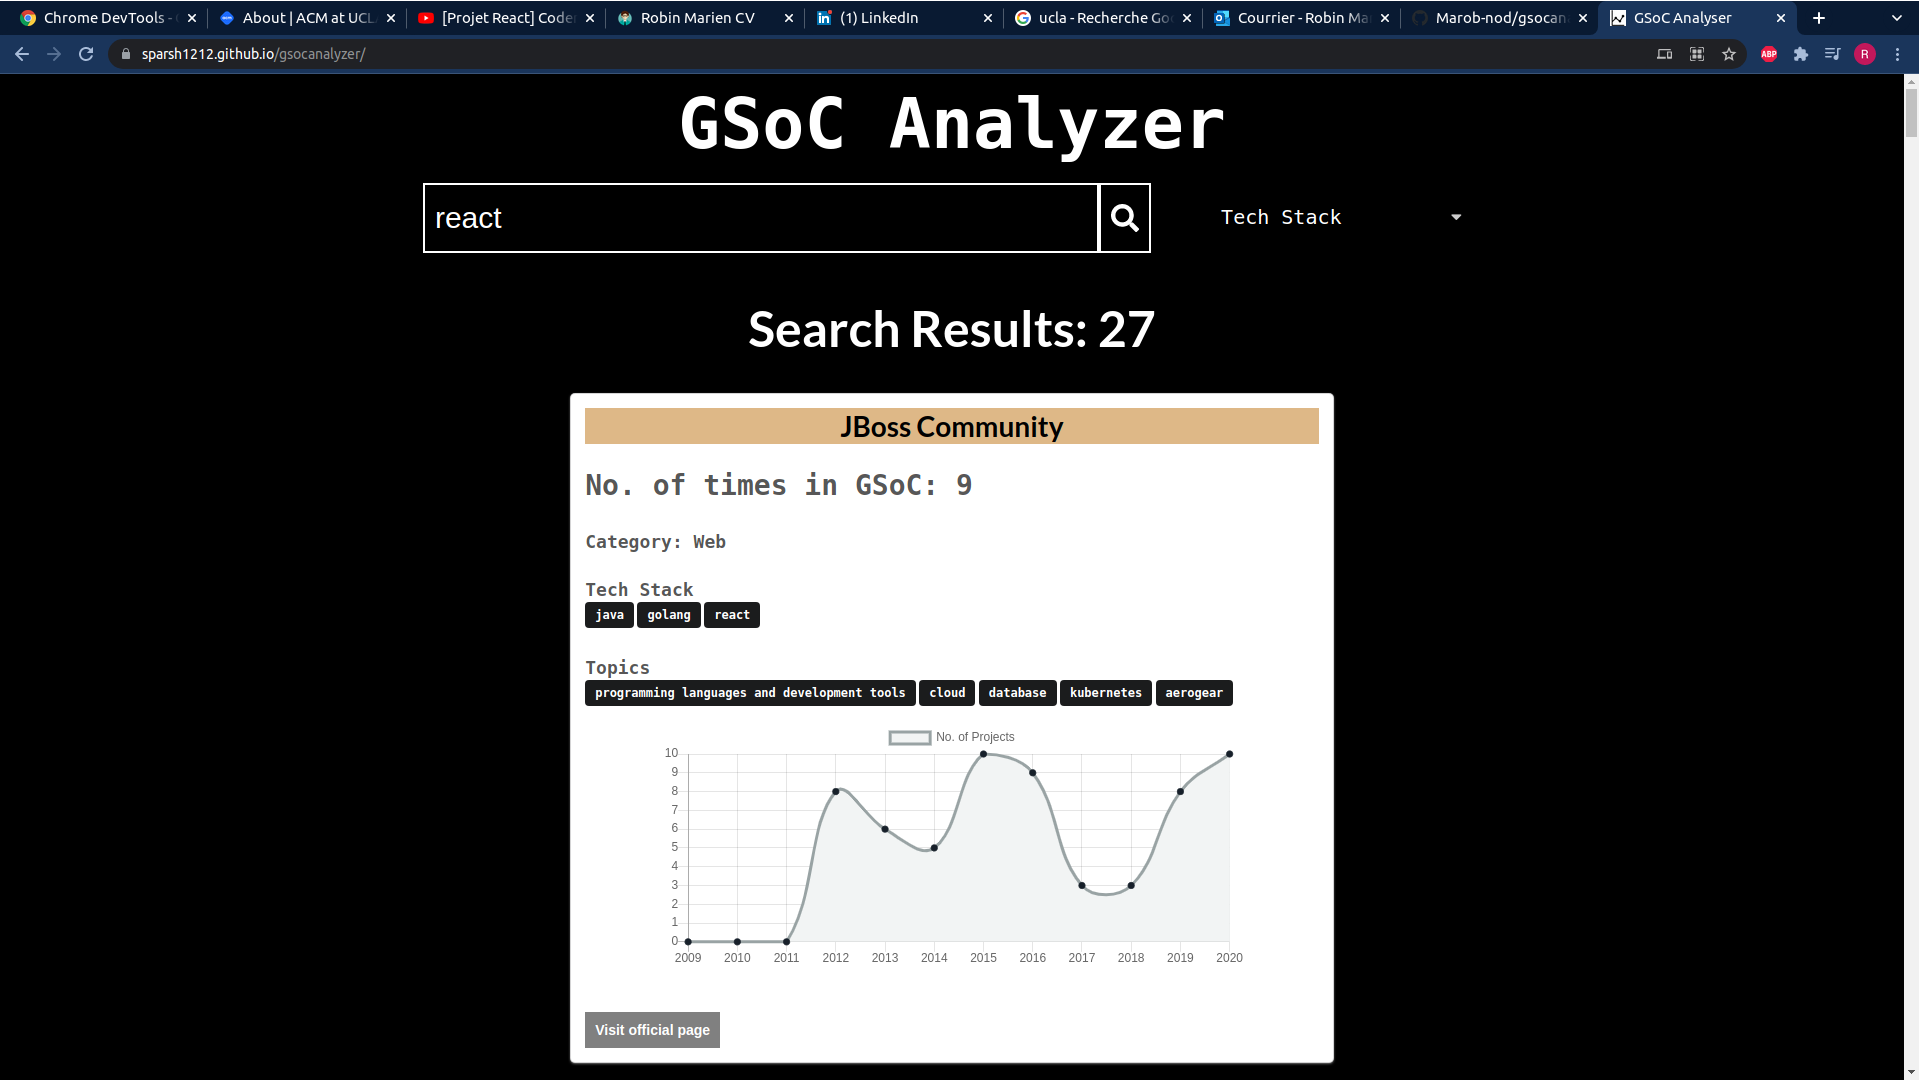 Chrome DevTools -
About | ACM at UCL
[Projet React] Code
Robin Marien CV
(1) LinkedIn
ucla - Recherche Go
Courrier - Robin Ma
Marob-nod/gsocan
GSoC Analyser
sparsh1212.github.io/gsocanalyzer/
ABP
R
GSoC Analyzer
react
Tech Stack
Search Results: 27
JBoss Community
No. of times in GSoC: 9
Category: Web
Tech Stack
java golang react
Topics
programming languages and development tools cloud database kubernetes aerogear
No. of Projects
10
9
8
7
6
5
4
3
2
1
0
2009 2010 2011 2012 2013 2014 2015 2016 2017 2018 2019 2020
Visit official page